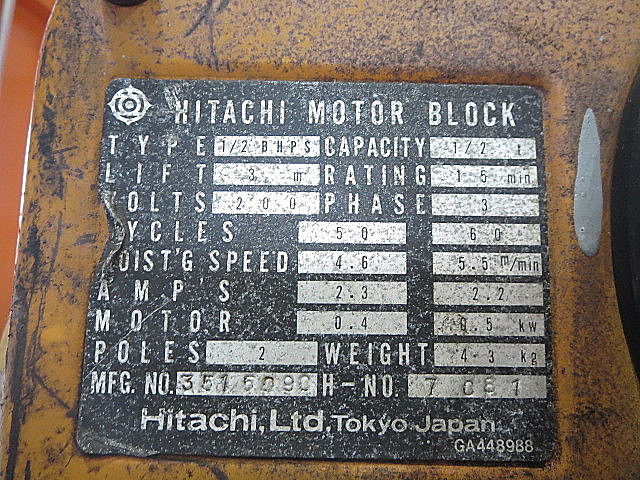 HITACHI MOTOR BLOCK
TYPE 1/2 BHPS CAPACITY 1/2 t
LIFT 3 m RATING 15 min
VOLTS 200 PHASE 3
CYCLES 50 60
HOIST'G SPEED 4.6 5.5 m/min
AMP'S 2.3 2.2
MOTOR 0.4 0.5 kw
POLES 2 WEIGHT 43 kg
MFG. NO. H-NO.
Hitachi, Ltd. Tokyo Japan
GA448988